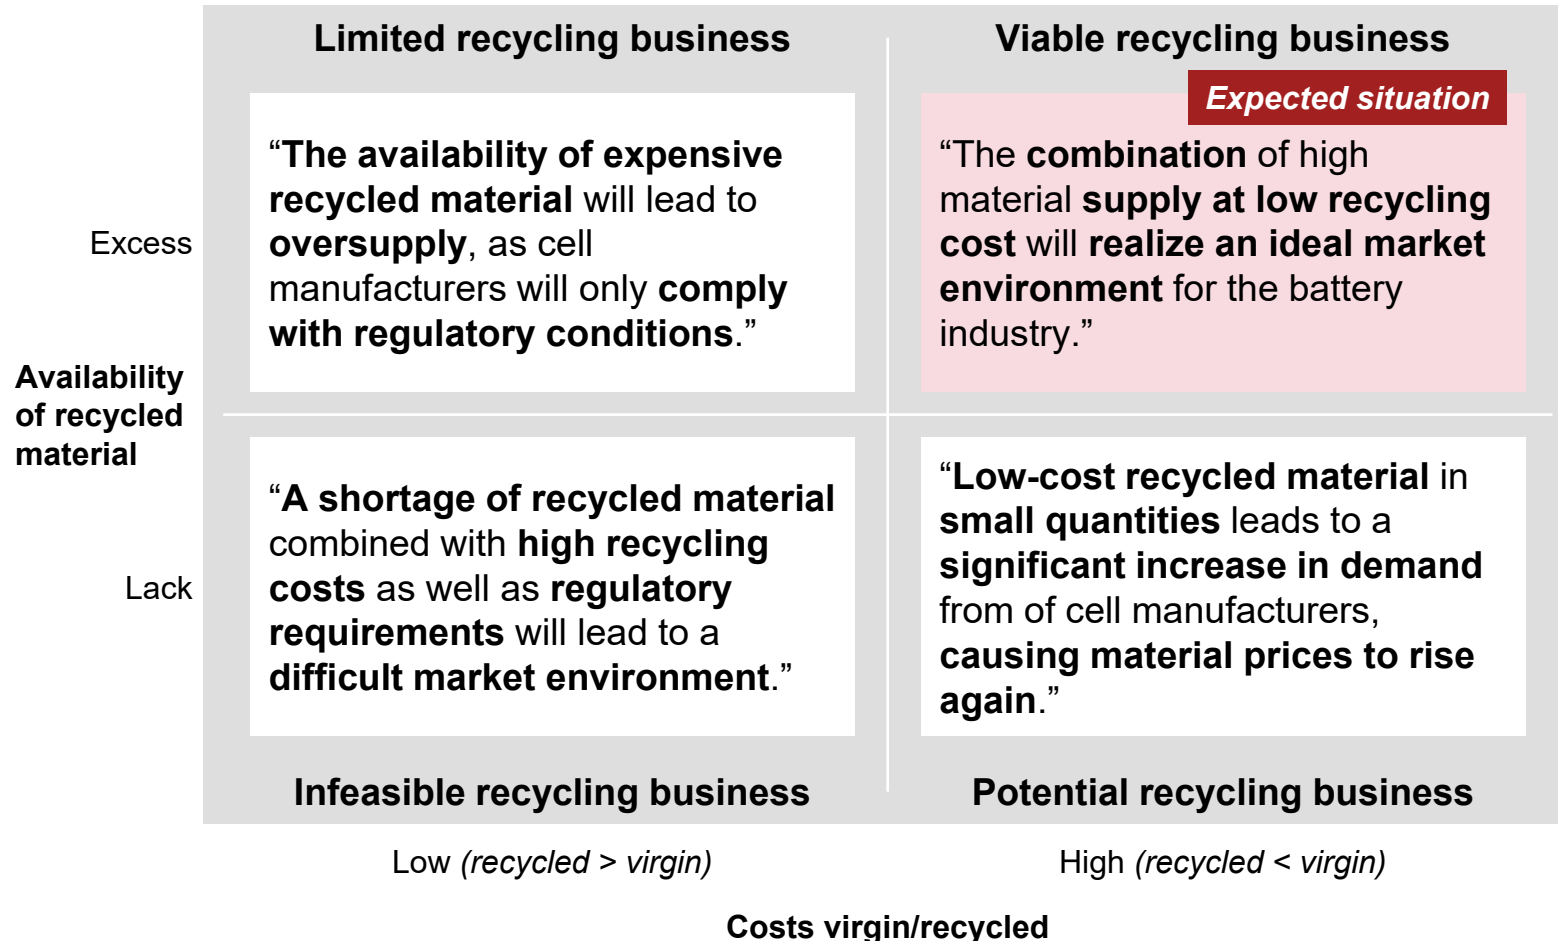 Limited recycling business
Viable recycling business
Expected situation
“The availability of expensive
recycled material will lead to
oversupply, as cell
manufacturers will only comply
with regulatory conditions.”
“The combination of high
material supply at low recycling
cost will realize an ideal market
environment for the battery
industry.”
Excess
Availability
of recycled
material
Lack
“A shortage of recycled material
combined with high recycling
costs as well as regulatory
requirements will lead to a
difficult market environment.”
“Low-cost recycled material in
small quantities leads to a
significant increase in demand
from of cell manufacturers,
causing material prices to rise
again.”
Infeasible recycling business
Potential recycling business
Low (recycled > virgin)
High (recycled < virgin)
Costs virgin/recycled